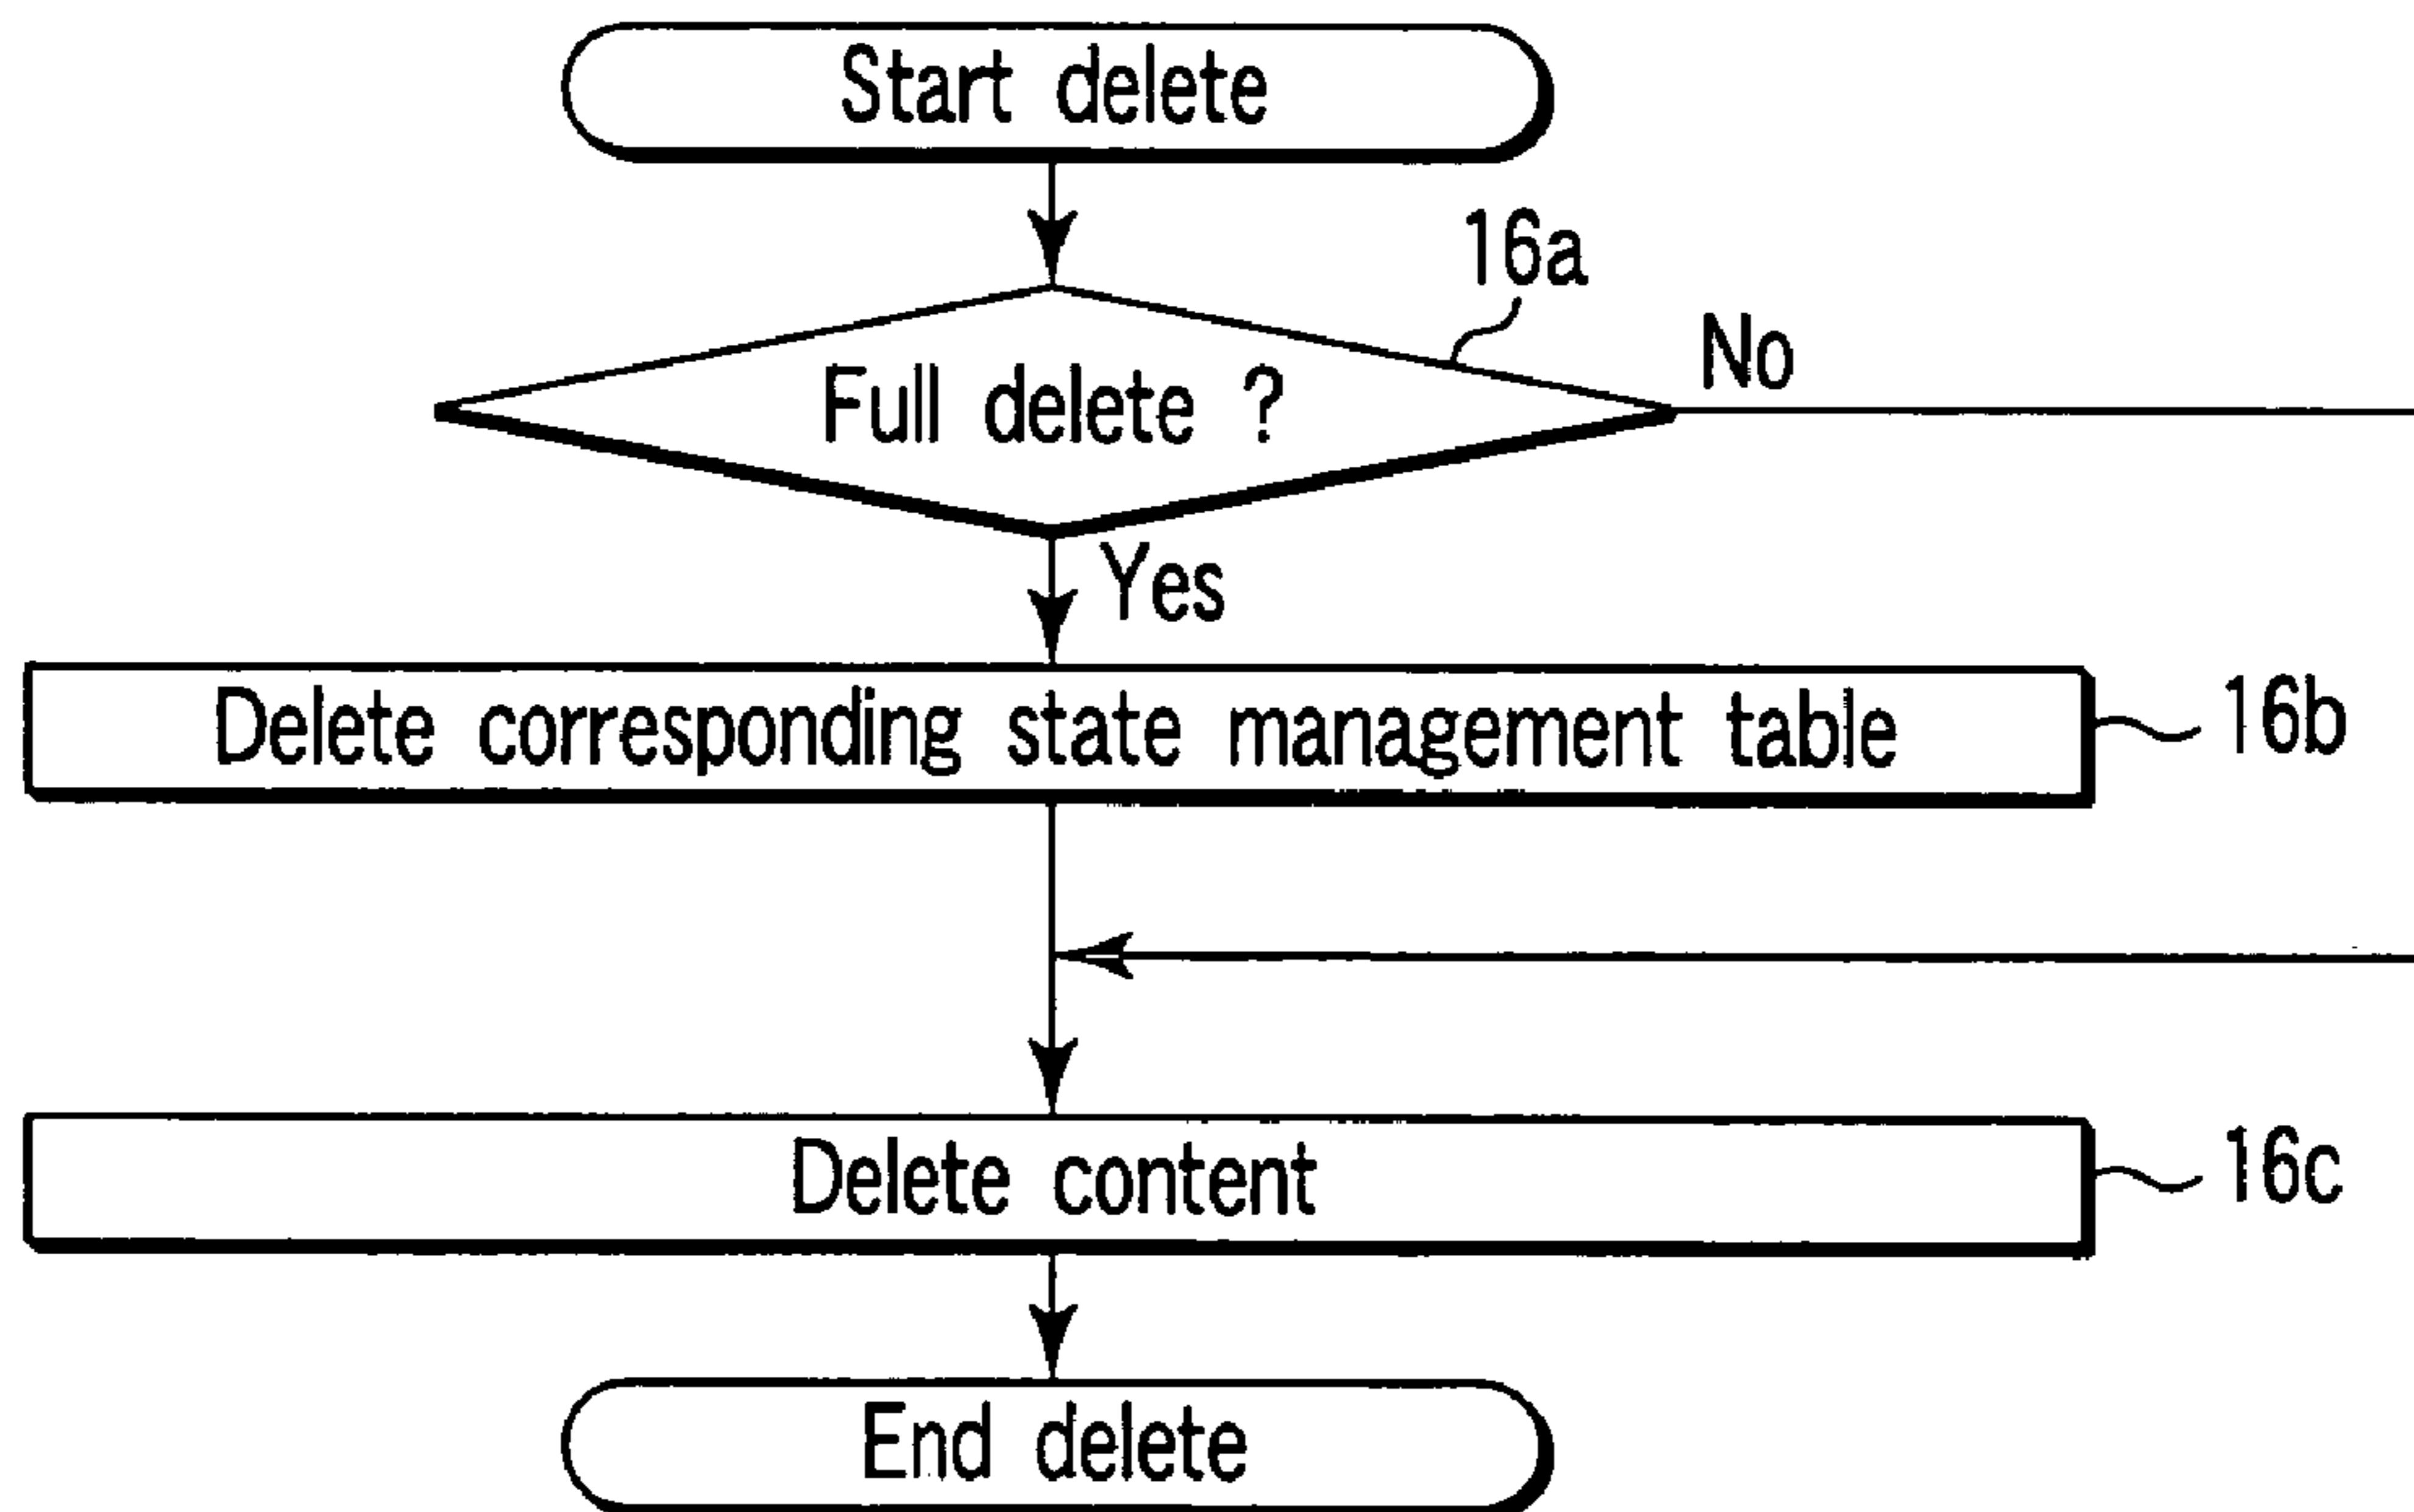 Start delete
16a
Full delete ?
No
Yes
Delete corresponding state management table
16b
Delete content
16c
End delete